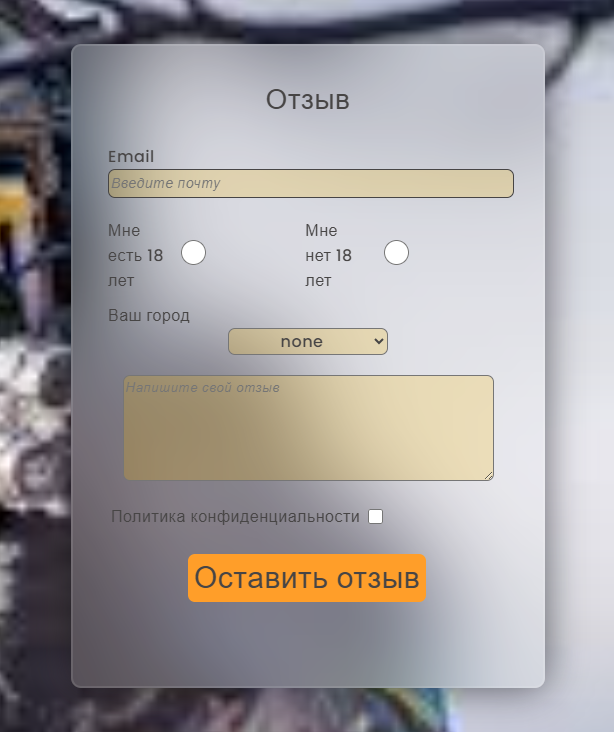 Отзыв
Email
Введите почту
Мне
есть 18
лет
Мне
нет 18
лет
Ваш город
none
Напишите свой отзыв
Политика конфиденциальности
Оставить отзыв